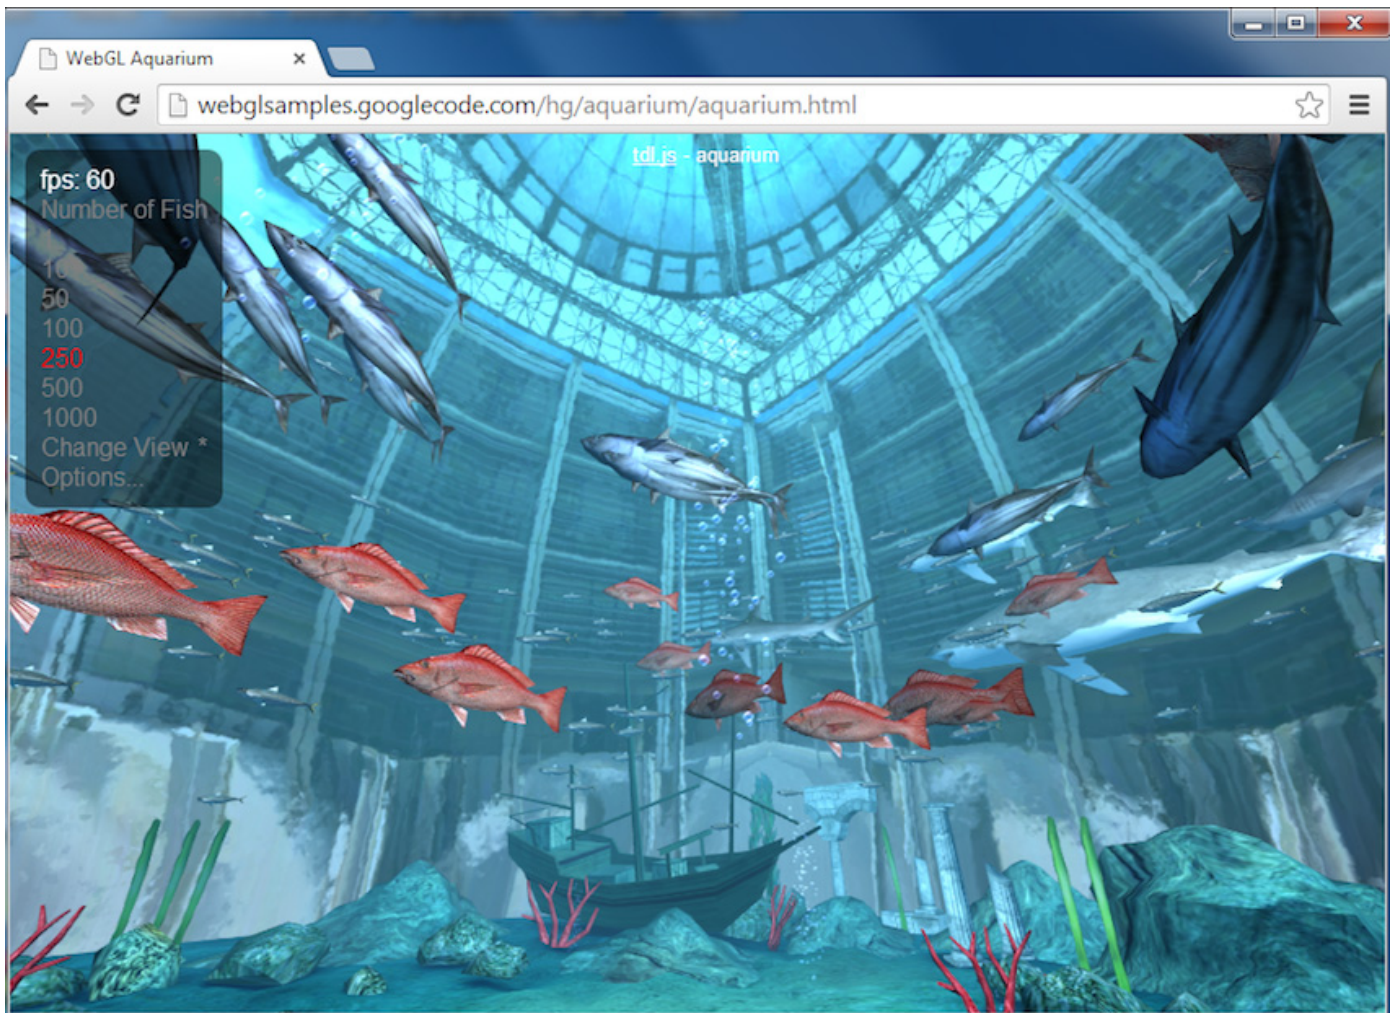 WebGL Aquarium
webglsamples.googlecode.com/hg/aquarium/aquarium.html
tdl.js - aquarium
fps: 60
Number of Fish
10
50
100
250
500
1000
Change View *
Options...